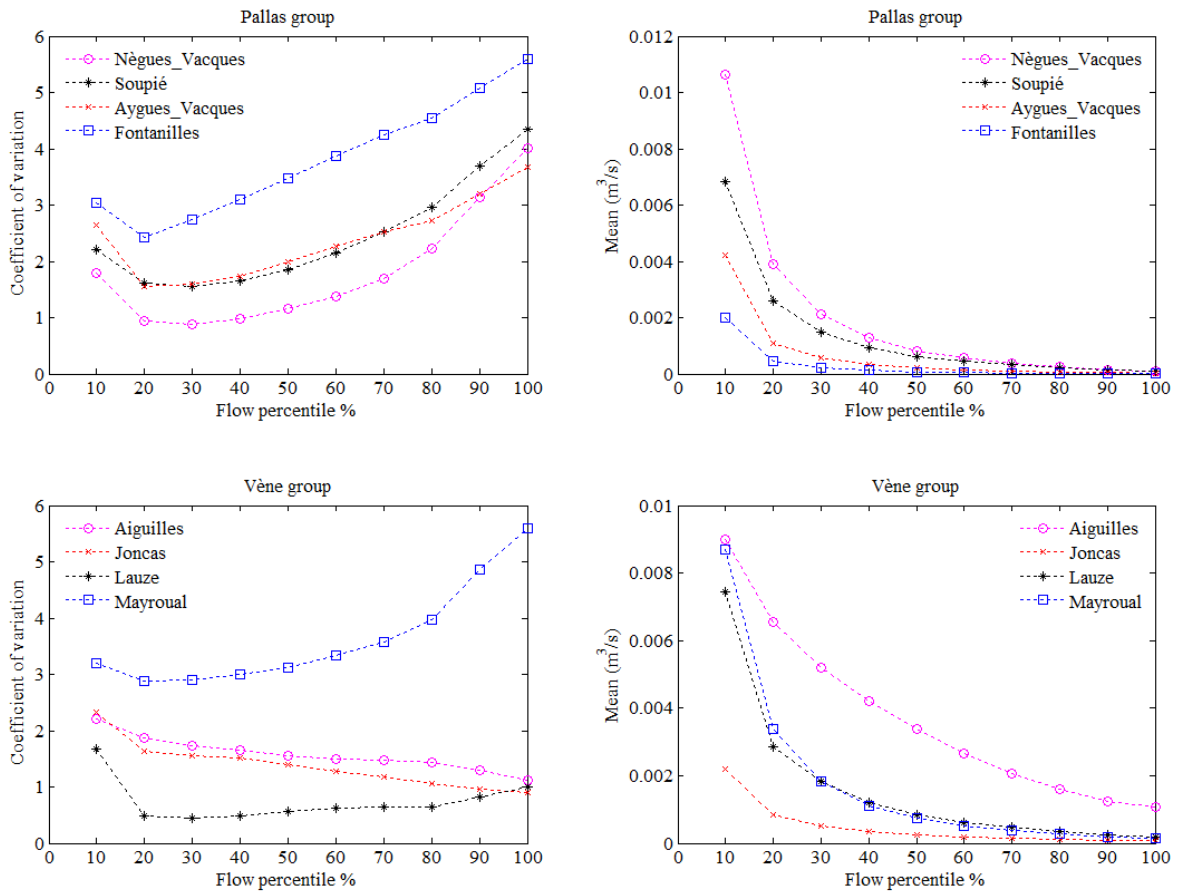 Pallas group
6
5
4
3
2
1
0
Coefficient of variation
Nègues_Vacques
Soupié
Aygues_Vacques
Fontanilles
0 10 20 30 40 50 60 70 80 90 100
Flow percentile %
Pallas group
0.012
0.01
0.008
0.006
0.004
0.002
0
Mean (m³/s)
Nègues_Vacques
Soupié
Aygues_Vacques
Fontanilles
0 10 20 30 40 50 60 70 80 90 100
Flow percentile %
Vène group
6
5
4
3
2
1
0
Coefficient of variation
Aiguilles
Joncas
Lauze
Mayroual
0 10 20 30 40 50 60 70 80 90 100
Flow percentile %
Vène group
0.01
0.008
0.006
0.004
0.002
0
Mean (m³/s)
Aiguilles
Joncas
Lauze
Mayroual
0 10 20 30 40 50 60 70 80 90 100
Flow percentile %